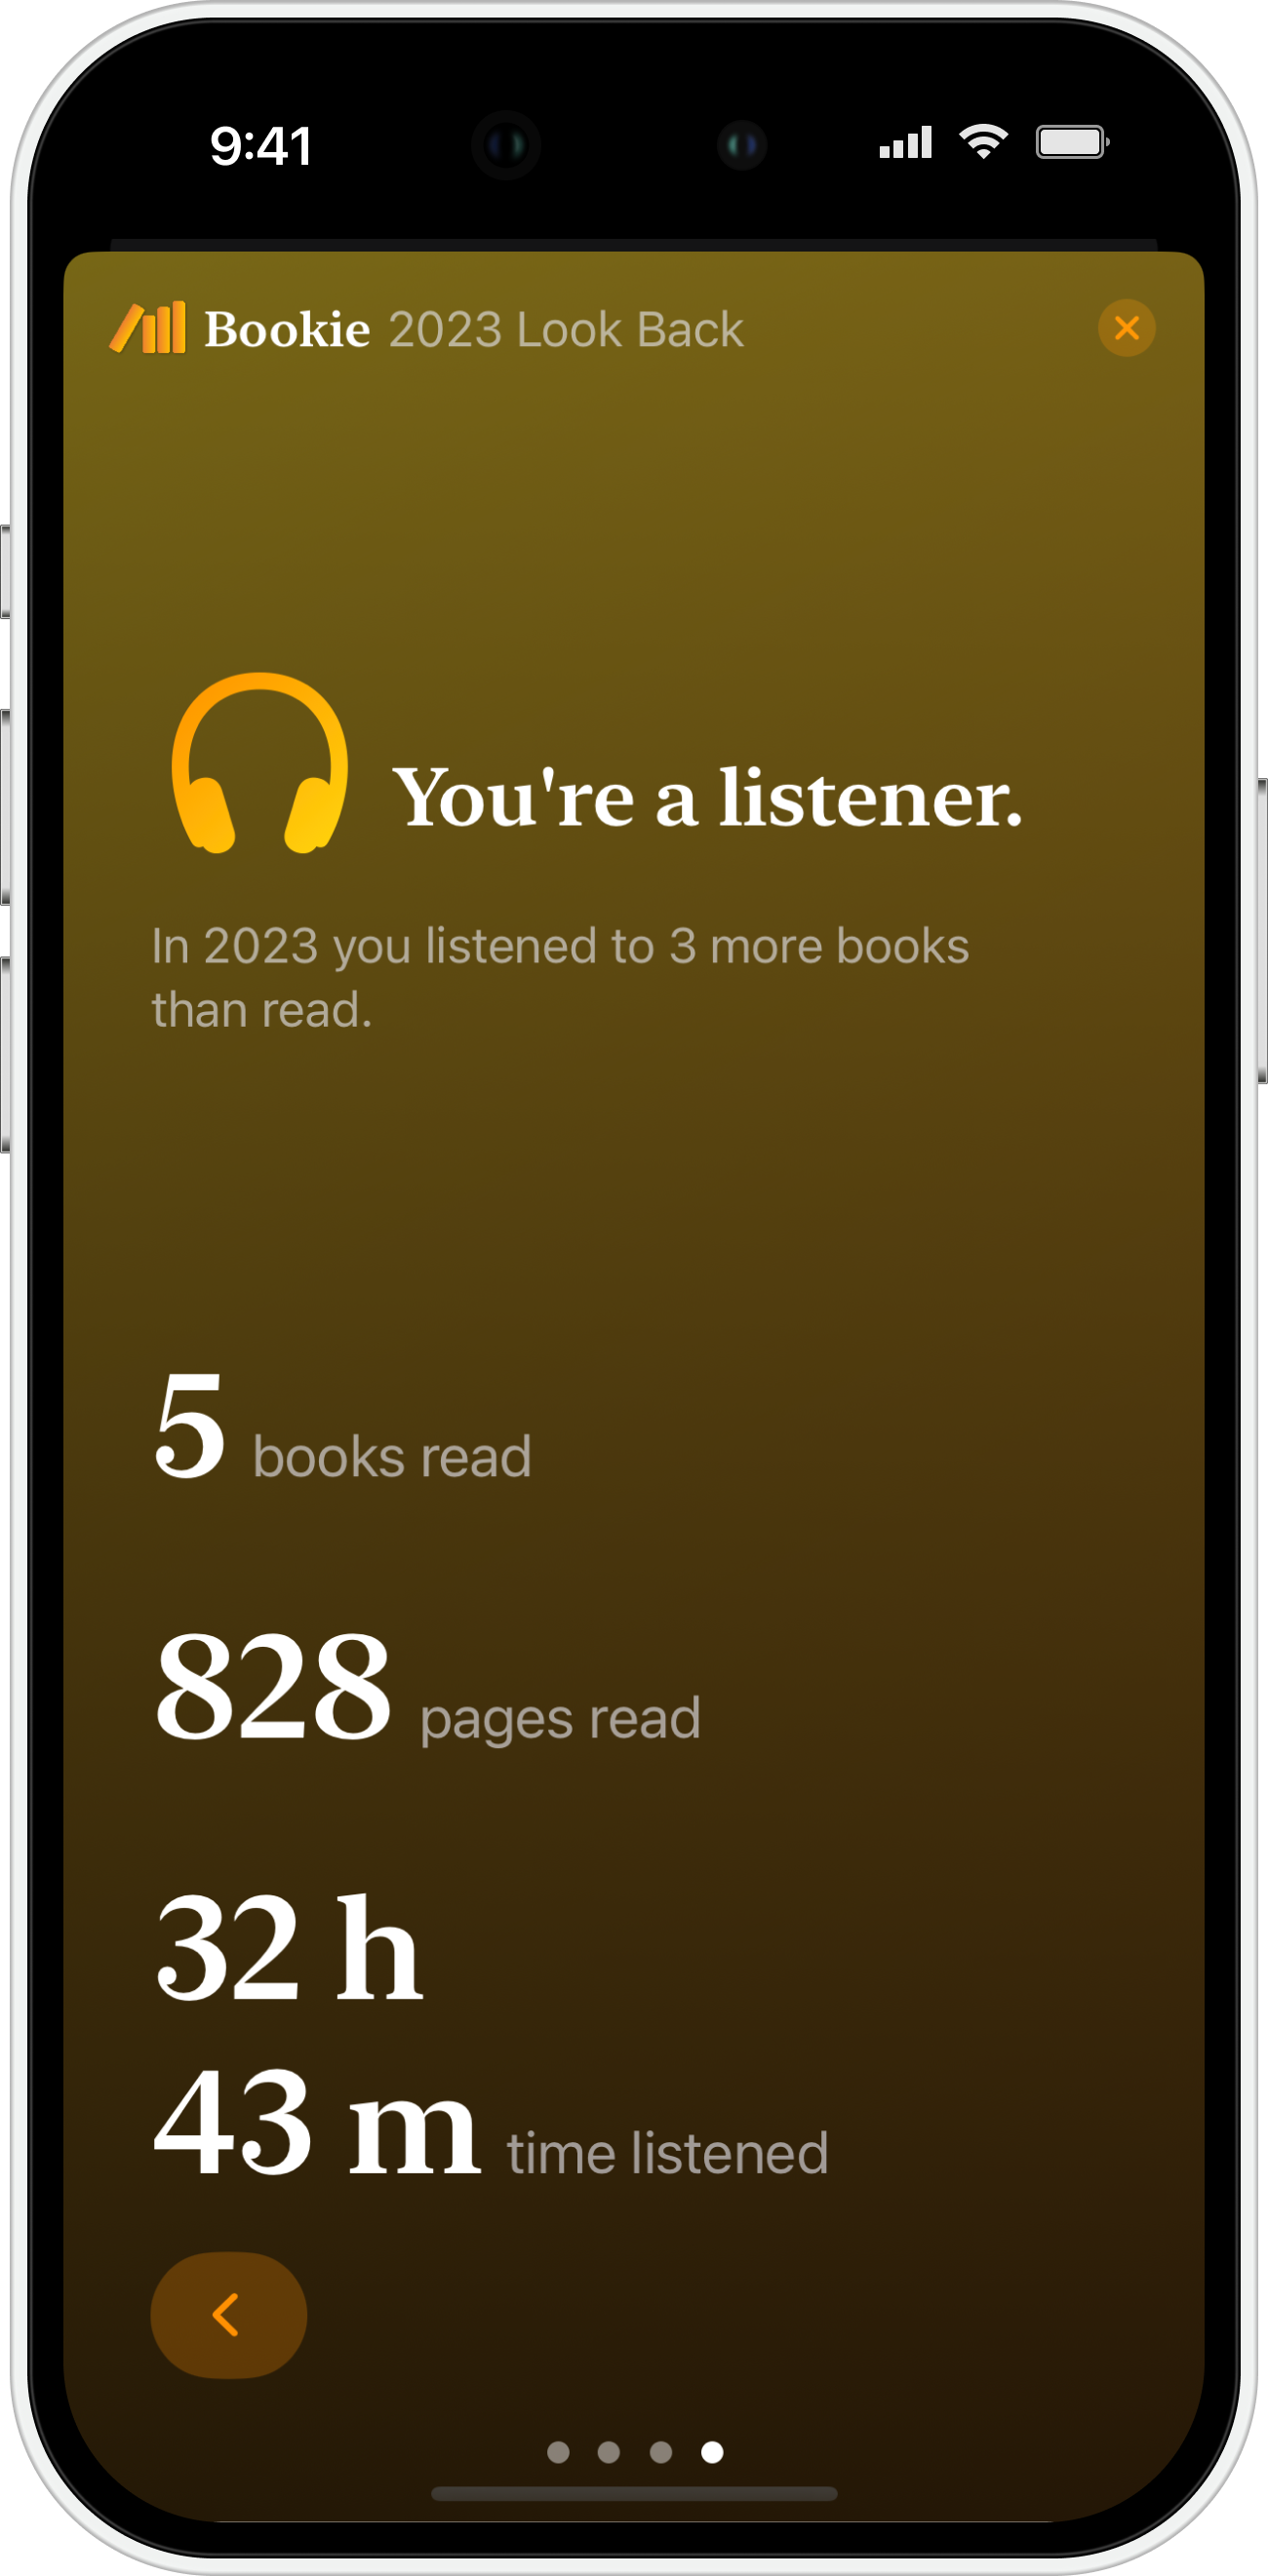 9:41
Bookie 2023 Look Back
You're a listener.
In 2023 you listened to 3 more books
than read.
5 books read
828 pages read
32 h
43 m time listened